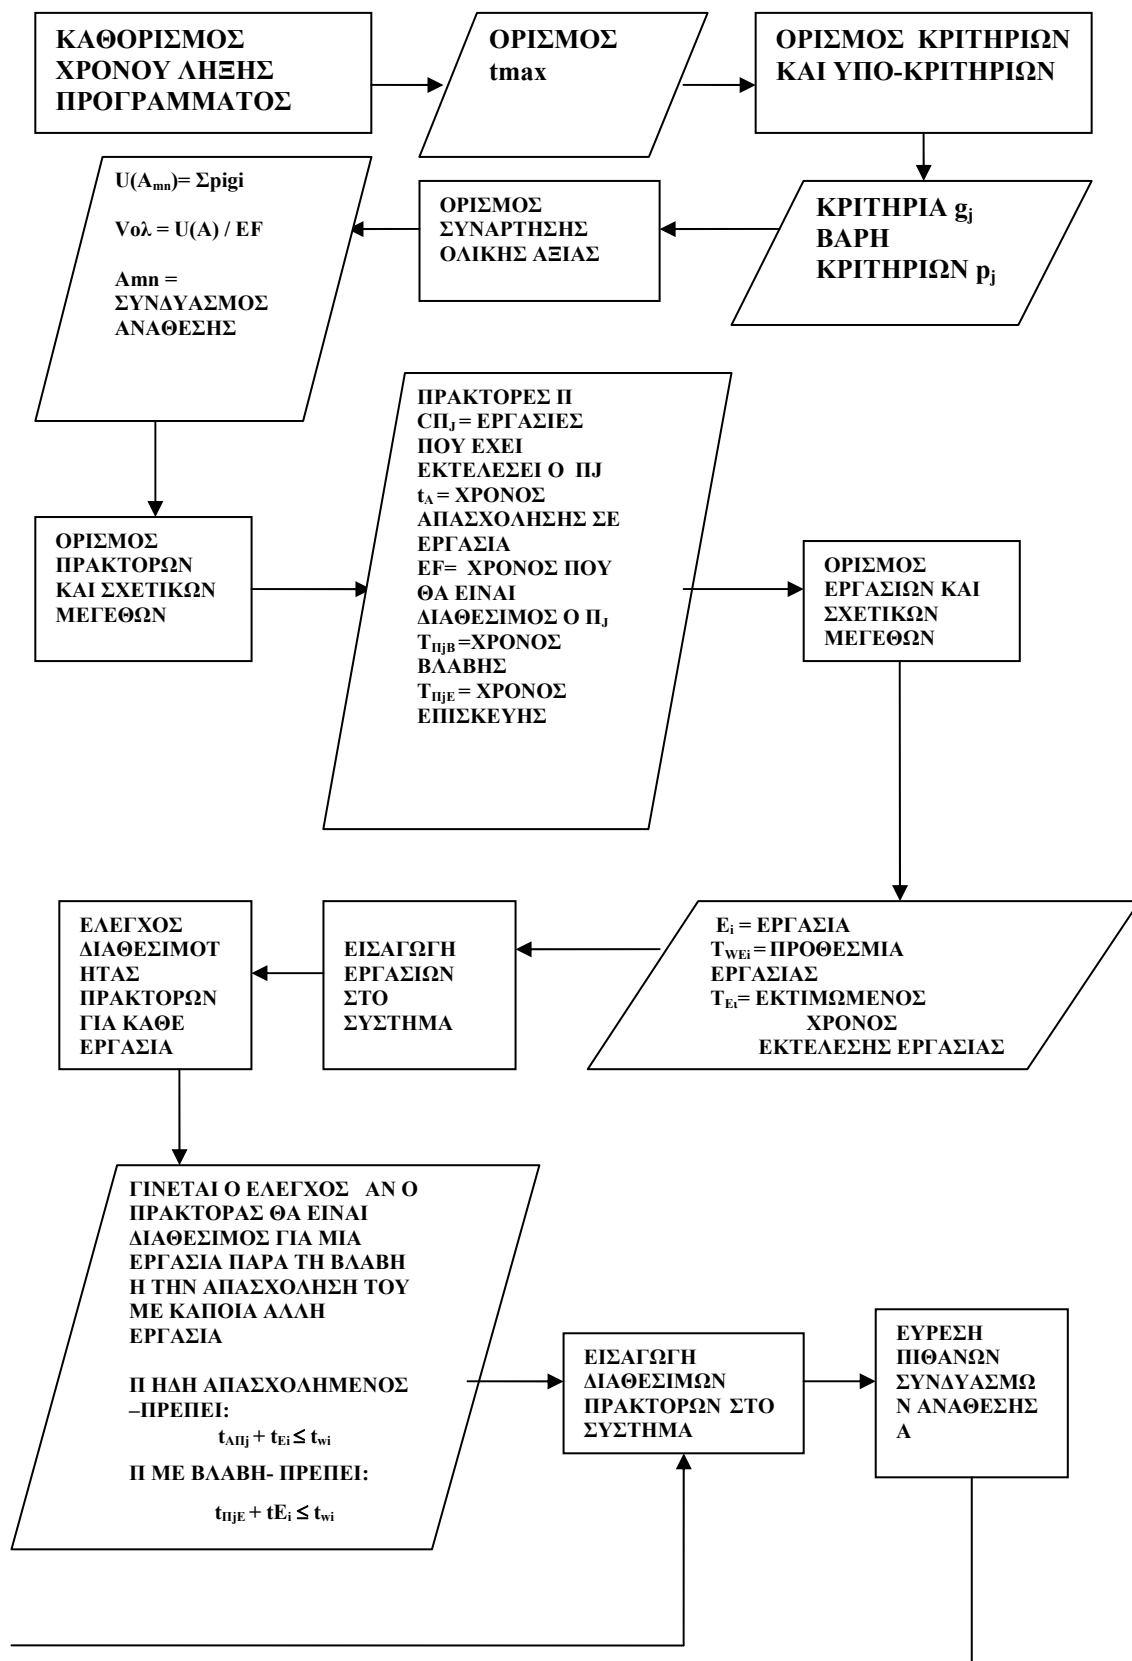 ΚΑΘΟΡΙΣΜΟΣ
ΧΡΟΝΟΥ ΛΗΞΗΣ
ΠΡΟΓΡΑΜΜΑΤΟΣ
ΟΡΙΣΜΟΣ
tmax
ΟΡΙΣΜΟΣ ΚΡΙΤΗΡΙΩΝ
ΚΑΙ ΥΠΟ-ΚΡΙΤΗΡΙΩΝ
ΚΡΙΤΗΡΙΑ gj
ΒΑΡΗ
ΚΡΙΤΗΡΙΩΝ pj
ΟΡΙΣΜΟΣ
ΣΥΝΑΡΤΗΣΗΣ
ΟΛΙΚΗΣ ΑΞΙΑΣ
U(Amn)= Σpigi
Vολ = U(A) / EF
Amn =
ΣΥΝΔΥΑΣΜΟΣ
ΑΝΑΘΕΣΗΣ
ΟΡΙΣΜΟΣ
ΠΡΑΚΤΟΡΩΝ
ΚΑΙ ΣΧΕΤΙΚΩΝ
ΜΕΓΕΘΩΝ
ΠΡΑΚΤΟΡΕΣ Π
CΠJ = ΕΡΓΑΣΙΕΣ
ΠΟΥ ΕΧΕΙ
ΕΚΤΕΛΕΣΕΙ Ο ΠJ
tA = ΧΡΟΝΟΣ
ΑΠΑΣΧΟΛΗΣΗΣ ΣΕ
ΕΡΓΑΣΙΑ
EF= ΧΡΟΝΟΣ ΠΟΥ
ΘΑ ΕΙΝΑΙ
ΔΙΑΘΕΣΙΜΟΣ Ο ΠJ
TΠjB =ΧΡΟΝΟΣ
ΒΛΑΒΗΣ
TΠjE = ΧΡΟΝΟΣ
ΕΠΙΣΚΕΥΗΣ
ΟΡΙΣΜΟΣ
ΕΡΓΑΣΙΩΝ ΚΑΙ
ΣΧΕΤΙΚΩΝ
ΜΕΓΕΘΩΝ
Ei = ΕΡΓΑΣΙΑ
TWEi = ΠΡΟΘΕΣΜΙΑ
ΕΡΓΑΣΙΑΣ
TEι= ΕΚΤΙΜΩΜΕΝΟΣ
ΧΡΟΝΟΣ
ΕΚΤΕΛΕΣΗΣ ΕΡΓΑΣΙΑΣ
ΕΙΣΑΓΩΓΗ
ΕΡΓΑΣΙΩΝ
ΣΤΟ
ΣΥΣΤΗΜΑ
ΕΛΕΓΧΟΣ
ΔΙΑΘΕΣΙΜΟΤ
ΗΤΑΣ
ΠΡΑΚΤΟΡΩΝ
ΓΙΑ ΚΑΘΕ
ΕΡΓΑΣΙΑ
ΓΙΝΕΤΑΙ Ο ΕΛΕΓΧΟΣ ΑΝ Ο
ΠΡΑΚΤΟΡΑΣ ΘΑ ΕΙΝΑΙ
ΔΙΑΘΕΣΙΜΟΣ ΓΙΑ ΜΙΑ
ΕΡΓΑΣΙΑ ΠΑΡΑ ΤΗ ΒΛΑΒΗ
Η ΤΗΝ ΑΠΑΣΧΟΛΗΣΗ ΤΟΥ
ΜΕ ΚΑΠΟΙΑ ΑΛΛΗ
ΕΡΓΑΣΙΑ
Π ΗΔΗ ΑΠΑΣΧΟΛΗΜΕΝΟΣ
–ΠΡΕΠΕΙ:
tAΠj + tEi ≤ twi
Π ΜΕ ΒΛΑΒΗ- ΠΡΕΠΕΙ:
tΠjE + tEi ≤ twi
ΕΙΣΑΓΩΓΗ
ΔΙΑΘΕΣΙΜΩΝ
ΠΡΑΚΤΟΡΩΝ ΣΤΟ
ΣΥΣΤΗΜΑ
ΕΥΡΕΣΗ
ΠΙΘΑΝΩΝ
ΣΥΝΔΥΑΣΜΩ
Ν ΑΝΑΘΕΣΗΣ
Α